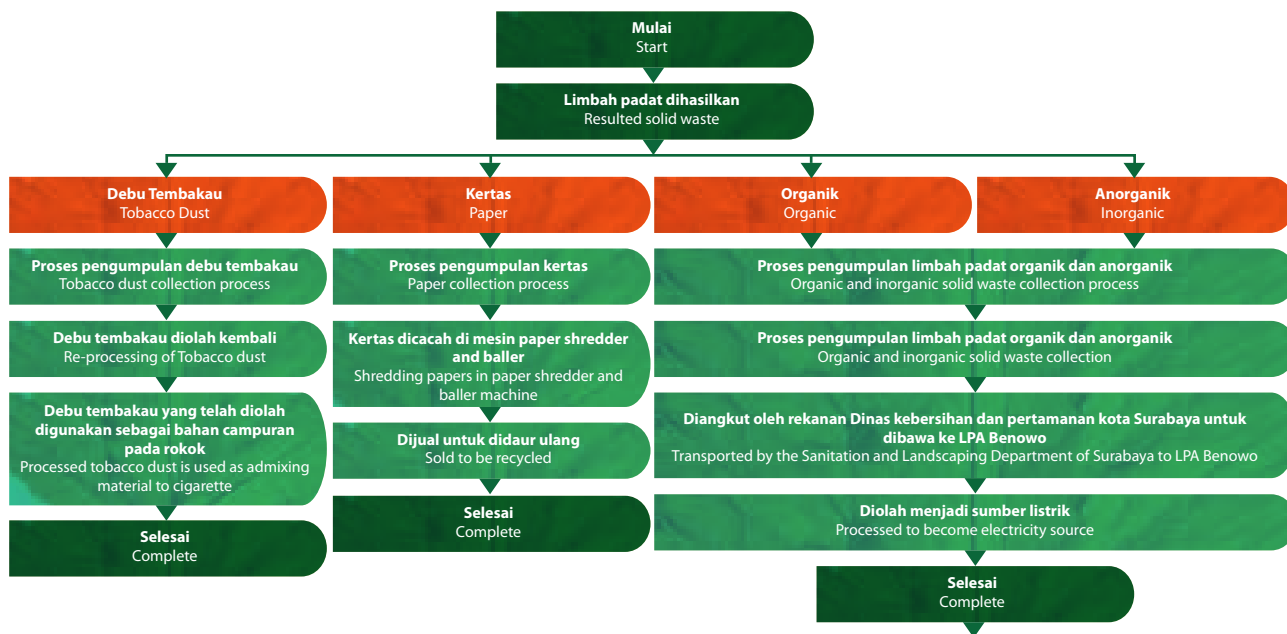 Mulai
Start
Limbah padat dihasilkan
Resulted solid waste
Debu Tembakau
Tobacco Dust
Proses pengumpulan debu tembakau
Tobacco dust collection process
Debu tembakau diolah kembali
Re-processing of Tobacco dust
Debu tembakau yang telah diolah
digunakan sebagai bahan campuran
pada rokok
Processed tobacco dust is used as admixing
material to cigarette
Selesai
Complete
Kertas
Paper
Proses pengumpulan kertas
Paper collection process
Kertas dicacah di mesin paper shredder
and baller
Shredding papers in paper shredder and
baller machine
Dijual untuk didaur ulang
Sold to be recycled
Selesai
Complete
Organik
Organic
Anorganik
Inorganic
Proses pengumpulan limbah padat organik dan anorganik
Organic and inorganic solid waste collection process
Proses pengumpulan limbah padat organik dan anorganik
Organic and inorganic solid waste collection
Diangkut oleh rekanan Dinas kebersihan dan pertamanan kota Surabaya untuk
dibawa ke LPA Benowo
Transported by the Sanitation and Landscaping Department of Surabaya to LPA Benowo
Diolah menjadi sumber listrik
Processed to become electricity source
Selesai
Complete